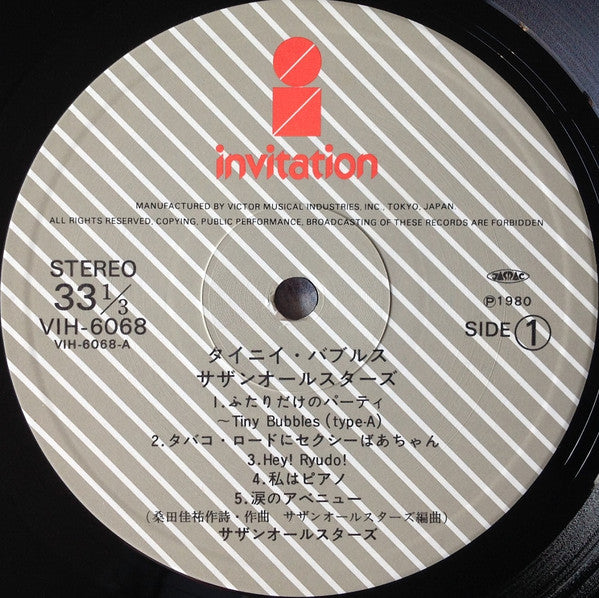 invitation
MANUFACTURED BY VICTOR MUSICAL INDUSTRIES, INC., TOKYO, JAPAN.
ALL RIGHTS RESERVED, COPYING, PUBLIC PERFORMANCE, BROADCASTING OF THESE RECORDS ARE FORBIDDEN
STEREO
33 1/3
VIH-6068
VIH-6068-A
JASRAC
Ⓟ1980
SIDE 1
タイニイ・バブルス
サザンオールスターズ
1.ふたりだけのパーティ
～Tiny Bubbles (type-A)
2.タバコ・ロードにセクシーばあちゃん
3.Hey! Ryudo!
4.私はピアノ
5.涙のアベニュー
(桑田佳祐作詩・作曲 サザンオールスターズ編曲)
サザンオールスターズ